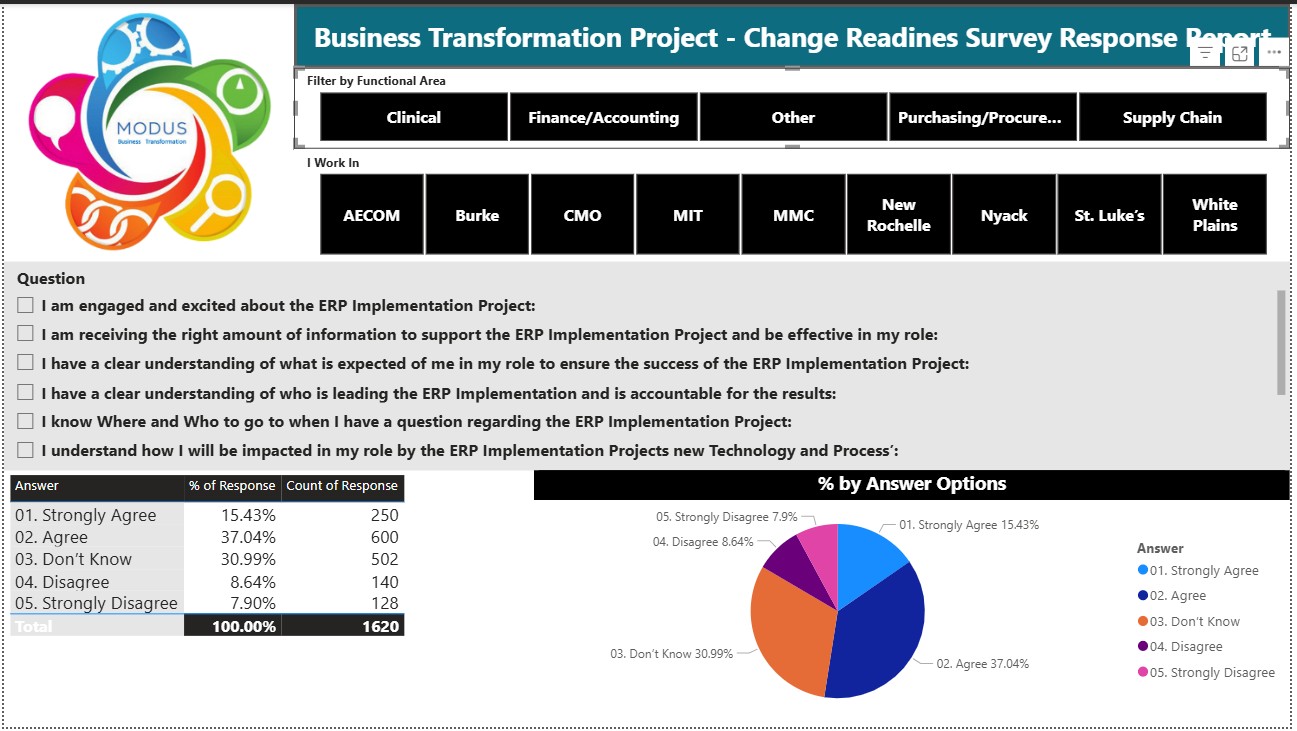 MODUS
Business Transformation
Business Transformation Project - Change Readines Survey Response Report
Filter by Functional Area
Clinical
Finance/Accounting
Other
Purchasing/Procure...
Supply Chain
I Work In
AECOM
Burke
CMO
MIT
MMC
New
Rochelle
Nyack
St. Luke’s
White
Plains
Question
I am engaged and excited about the ERP Implementation Project:
I am receiving the right amount of information to support the ERP Implementation Project and be effective in my role:
I have a clear understanding of what is expected of me in my role to ensure the success of the ERP Implementation Project:
I have a clear understanding of who is leading the ERP Implementation and is accountable for the results:
I know Where and Who to go to when I have a question regarding the ERP Implementation Project:
I understand how I will be impacted in my role by the ERP Implementation Projects new Technology and Process’:
Answer % of Response Count of Response
01. Strongly Agree 15.43% 250
02. Agree 37.04% 600
03. Don’t Know 30.99% 502
04. Disagree 8.64% 140
05. Strongly Disagree 7.90% 128
Total 100.00% 1620
% by Answer Options
05. Strongly Disagree 7.9%
01. Strongly Agree 15.43%
04. Disagree 8.64%
03. Don’t Know 30.99%
02. Agree 37.04%
Answer
01. Strongly Agree
02. Agree
03. Don’t Know
04. Disagree
05. Strongly Disagree